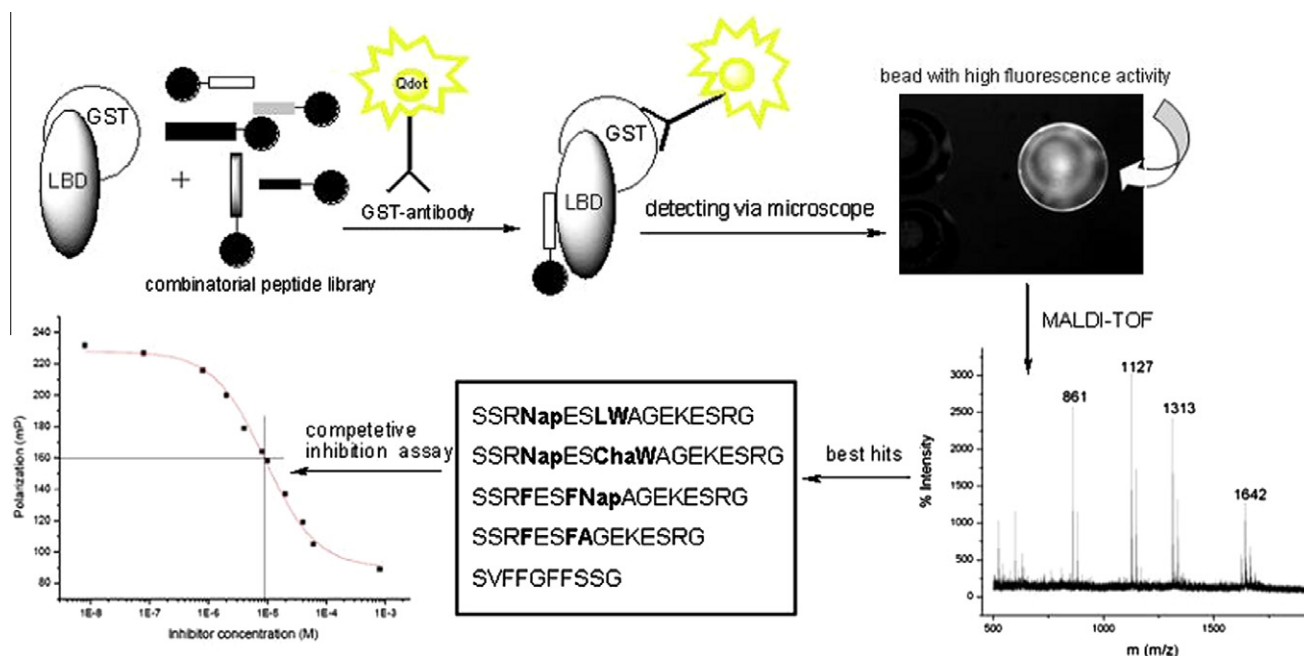 Qdot
GST
LBD
+
GST-antibody
combinatorial peptide library
GST
LBD
detecting via microscope
bead with high fluorescence activity
MALDI-TOF
3000
2500
2000
1500
1000
500
0
% Intensity
861
1127
1313
1642
500
1000
1500
m (m/z)
best hits
SSRNapESLWAGEKESRG
SSRNapESChaWAGEKESRG
SSRFESFNapAGEKESRG
SSRFESFAGEKESRG
SVFFGFFSSG
competetive
inhibition assay
240
220
200
180
160
140
120
100
80
Polarization (mP)
1E-8
1E-7
1E-6
1E-5
1E-4
1E-3
Inhibitor concentration (M)